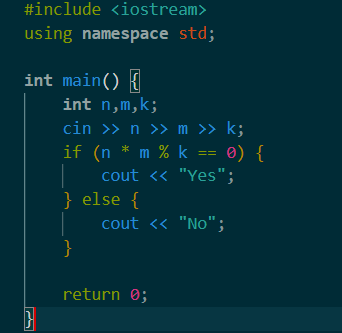 #include <iostream>
using namespace std;
int main() {
    int n,m,k;
    cin >> n >> m >> k;
    if (n * m % k == 0) {
        cout << "Yes";
    } else {
        cout << "No";
    }
    return 0;
}